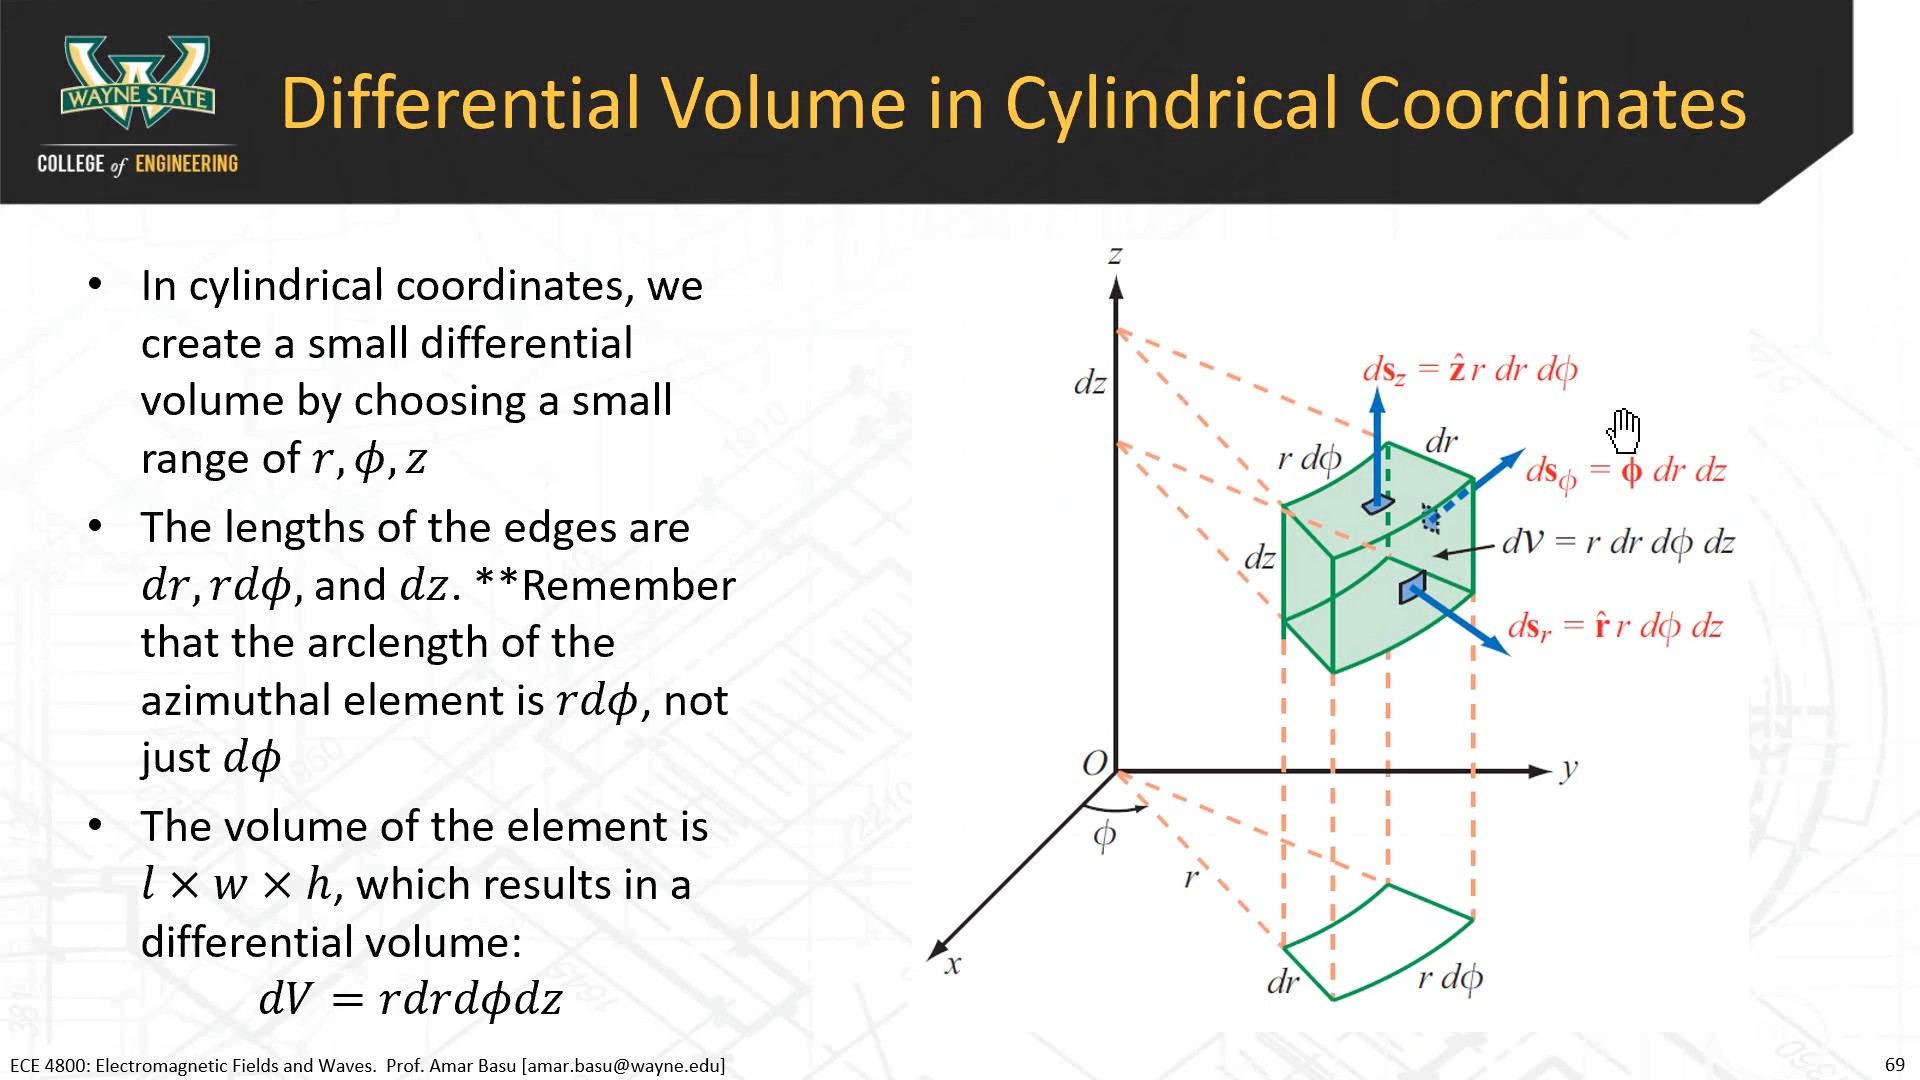 WAYNE STATE
COLLEGE of ENGINEERING
Differential Volume in Cylindrical Coordinates
• In cylindrical coordinates, we
create a small differential
volume by choosing a small
range of r, ϕ, z
• The lengths of the edges are
dr, rdϕ, and dz. **Remember
that the arclength of the
azimuthal element is rdϕ, not
just dϕ
• The volume of the element is
l × w × h, which results in a
differential volume:
dV = rdrdϕdz
z
dz
ds_z = ẑ r dr dϕ
r dϕ
dr
ds_ϕ = ϕ̂ dr dz
dz
dV = r dr dϕ dz
ds_r = r̂ r dϕ dz
O
y
ϕ
r
x
dr
r dϕ
ECE 4800: Electromagnetic Fields and Waves. Prof. Amar Basu [amar.basu@wayne.edu]
69